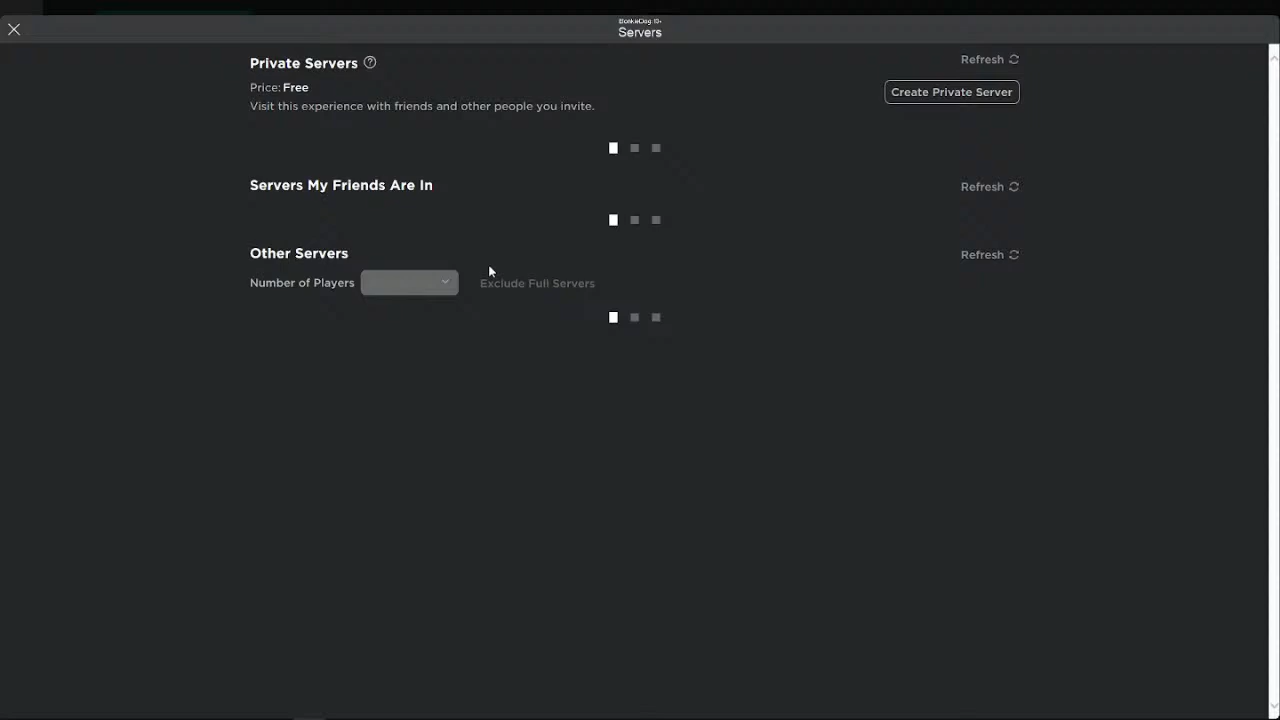 Servers
Private Servers
Refresh
Price: Free
Create Private Server
Visit this experience with friends and other people you invite.
Servers My Friends Are In
Refresh
Other Servers
Refresh
Number of Players
Exclude Full Servers